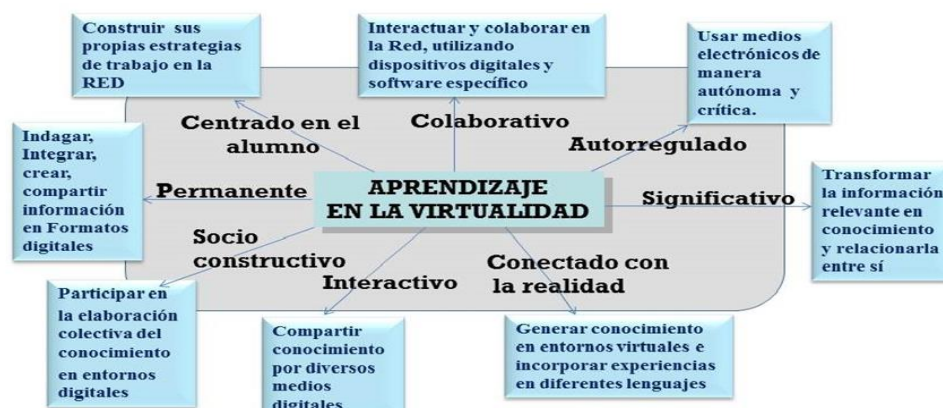 Construir sus
propias estrategias
de trabajo en la
RED
Interactuar y colaborar en
la Red, utilizando
dispositivos digitales y
software específico
Usar medios
electrónicos de
manera
autónoma y
crítica.
Centrado en el
alumno
Colaborativo
Autorregulado
Indagar,
Integrar,
crear,
compartir
información
en Formatos
digitales
Permanente
APRENDIZAJE
EN LA VIRTUALIDAD
Significativo
Transformar
la información
relevante en
conocimiento
y relacionarla
entre sí
Socio
constructivo
Interactivo
Conectado con
la realidad
Participar en
la elaboración
colectiva del
conocimiento
en entornos
digitales
Compartir
conocimiento
por diversos
medios
digitales
Generar conocimiento
en entornos virtuales e
incorporar experiencias
en diferentes lenguajes